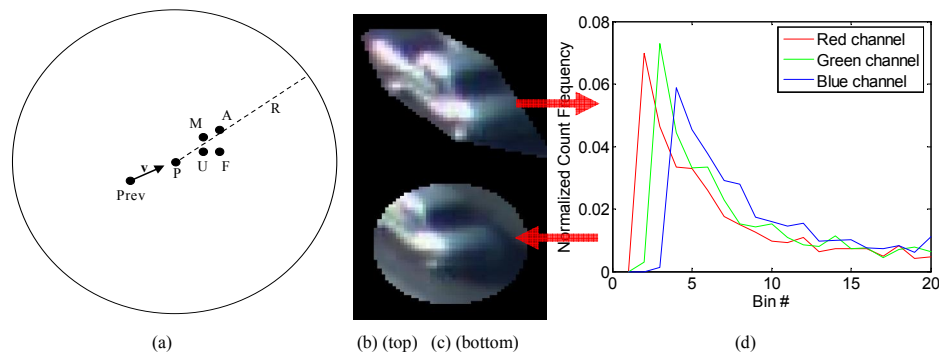 R
A
M
U
F
P
v
Prev
(a)
(b) (top) (c) (bottom)
Normalized Count Frequency
0.08
0.06
0.04
0.02
0
0
5
10
15
20
Bin #
Red channel
Green channel
Blue channel
(d)